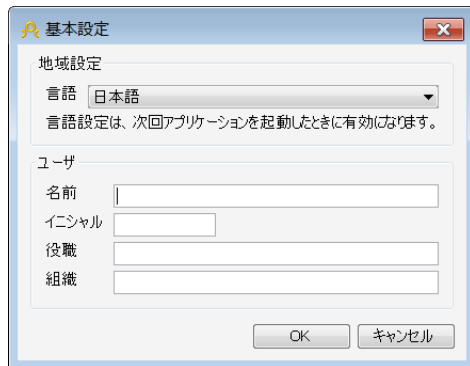 基本設定
地域設定
言語 日本語
言語設定は、次回アプリケーションを起動したときに有効になります。
ユーザ
名前
イニシャル
役職
組織
OK キャンセル